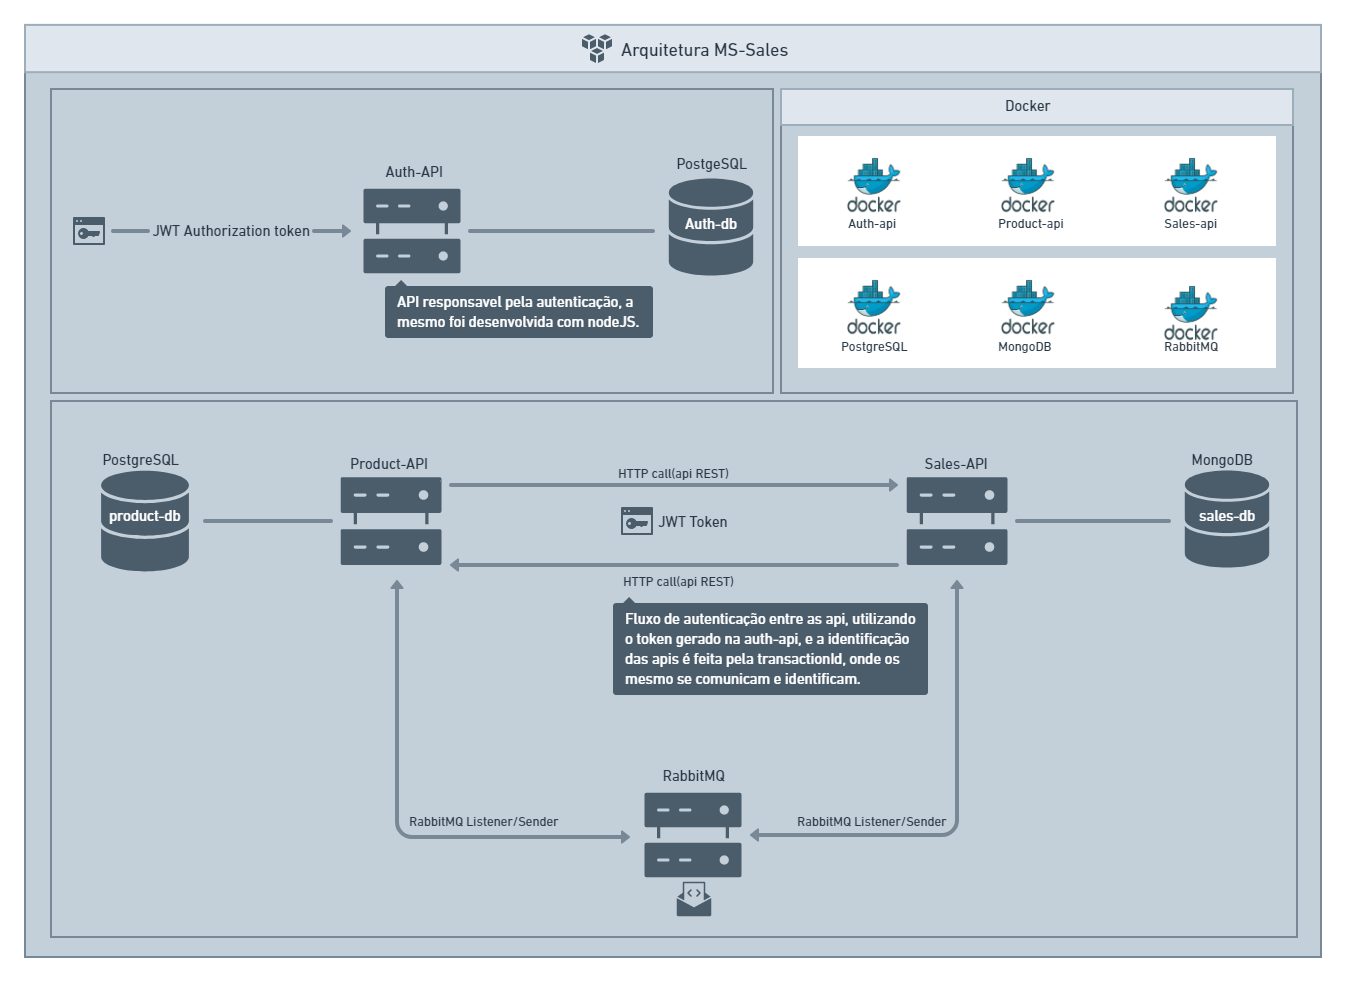 Arquitetura MS-Sales
Auth-API
PostgeSQL
JWT Authorization token
Auth-db
API responsavel pela autenticação, a
mesmo foi desenvolvida com nodeJS.
Docker
docker
Auth-api
docker
Product-api
docker
Sales-api
docker
PostgreSQL
docker
MongoDB
docker
RabbitMQ
PostgreSQL
product-db
Product-API
HTTP call(api REST)
JWT Token
HTTP call(api REST)
Sales-API
MongoDB
sales-db
Fluxo de autenticação entre as api, utilizando
o token gerado na auth-api, e a identificação
das apis é feita pela transactionId, onde os
mesmo se comunicam e identificam.
RabbitMQ
RabbitMQ Listener/Sender
RabbitMQ Listener/Sender